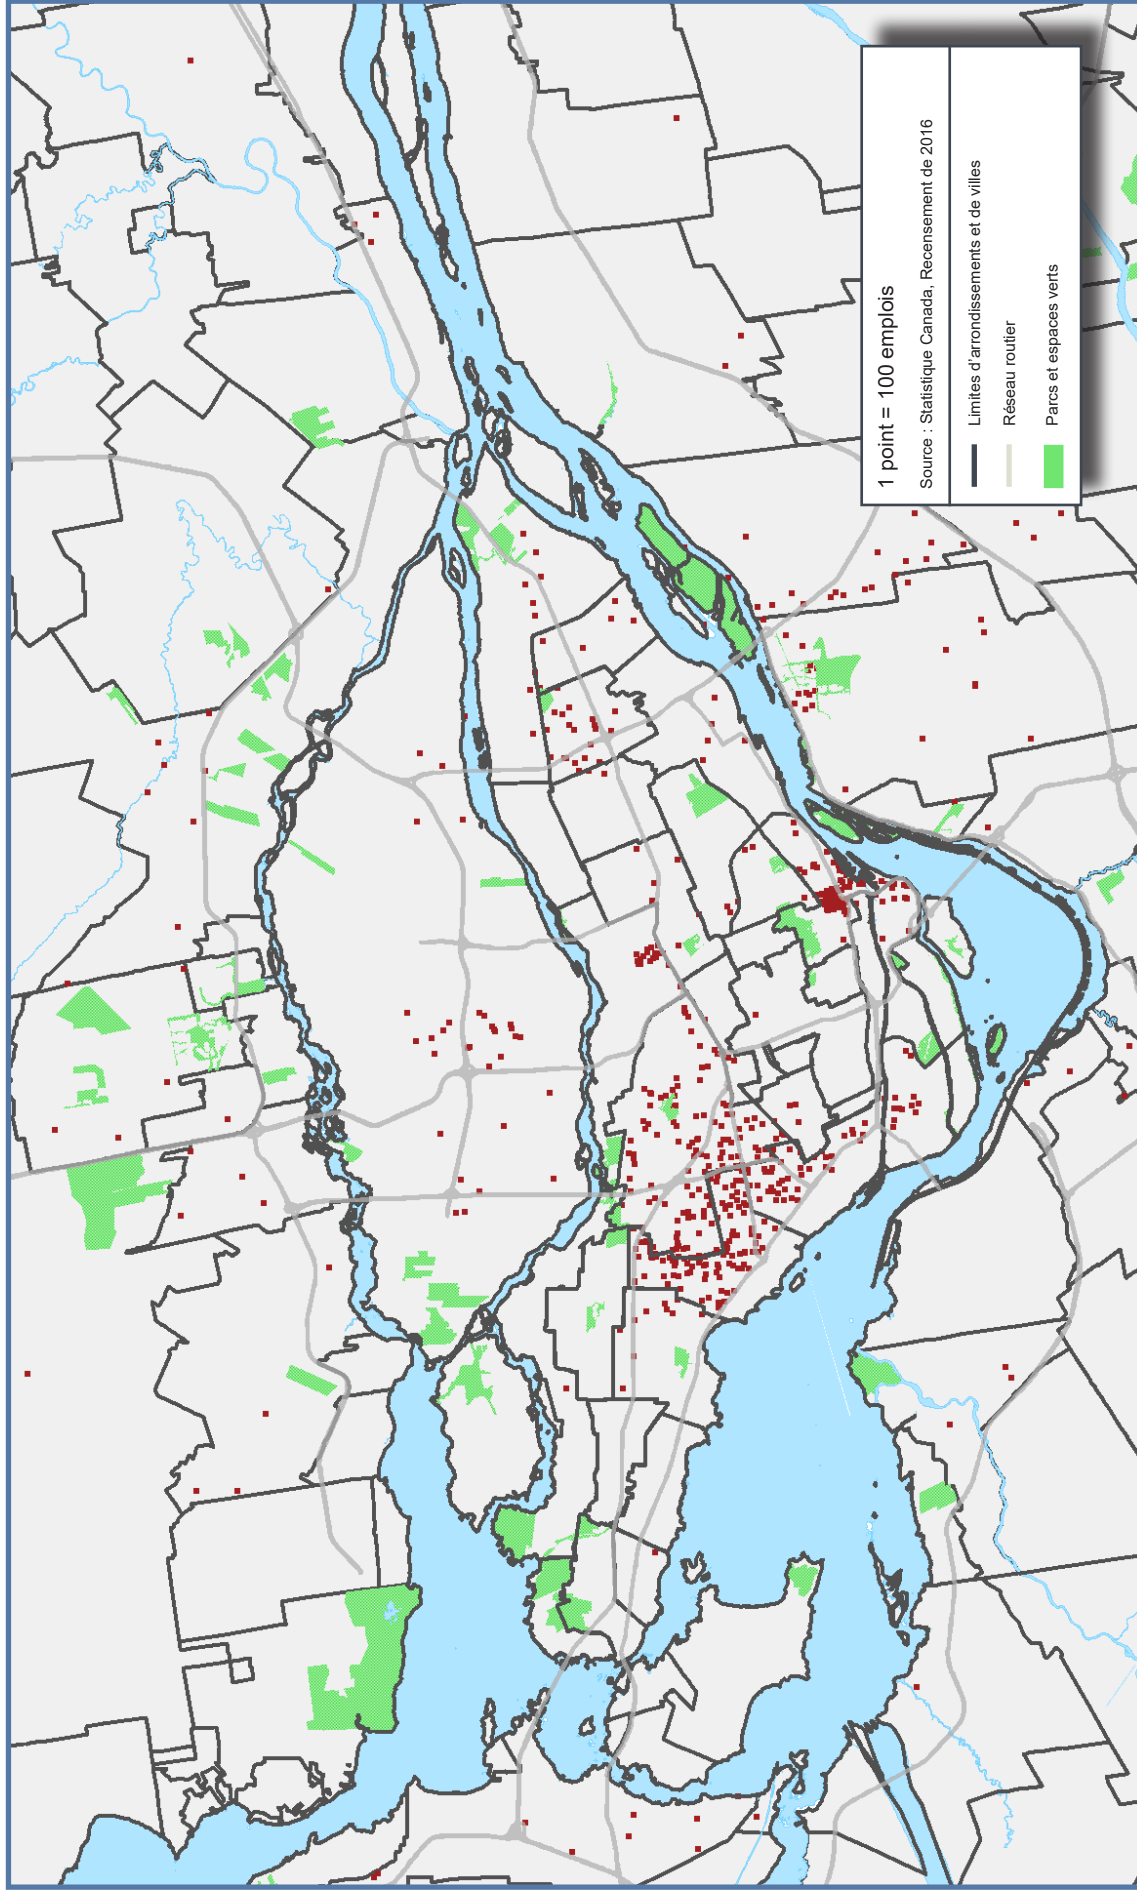 1 point = 100 emplois
Source : Statistique Canada, Recensement de 2016
Limites d'arrondissements et de villes
Réseau routier
Parcs et espaces verts